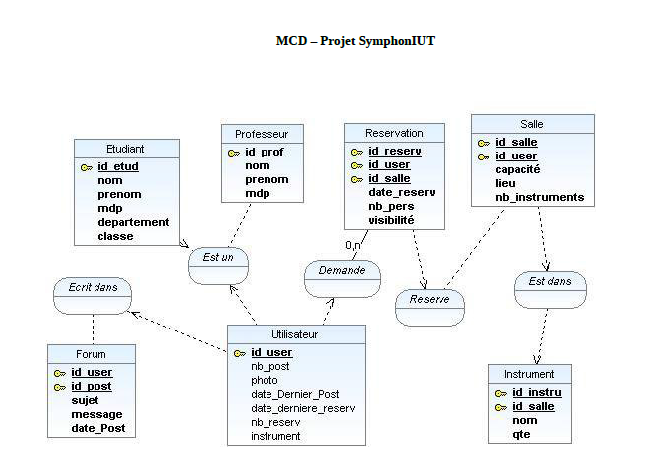 MCD – Projet SymphonIUT
Etudiant
id_etud
nom
prenom
mdp
departement
classe
Professeur
id_prof
nom
prenom
mdp
Reservation
id_reserv
id_user
id_salle
date_reserv
nb_pers
visibilité
Salle
id_salle
id_user
capacité
lieu
nb_instruments
Est un
0,n
Demande
Reserve
Est dans
Ecrit dans
Forum
id_user
id_post
sujet
message
date_Post
Utilisateur
id_user
nb_post
photo
date_Dernier_Post
date_derniere_reserv
nb_reserv
instrument
Instrument
id_instru
id_salle
nom
qte